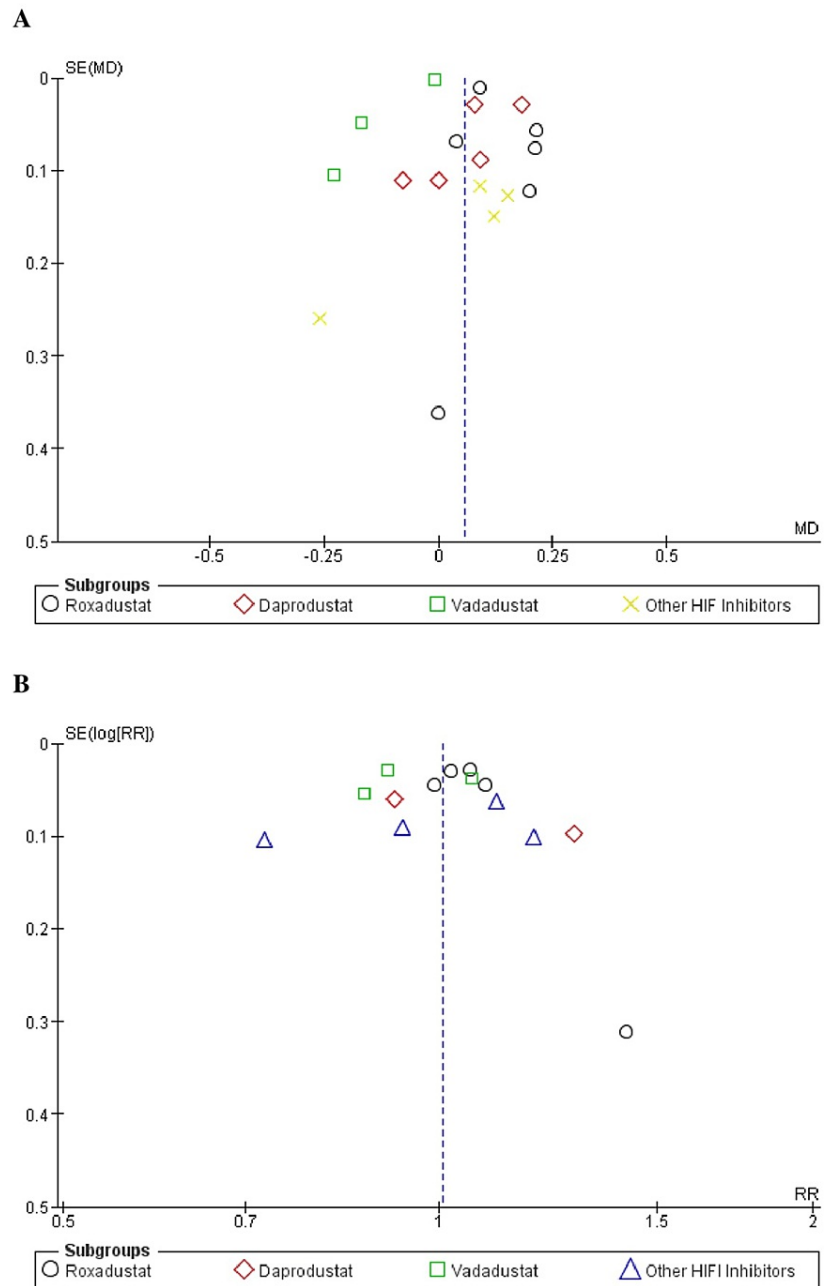 A
SE(MD)
0
0.1
0.2
0.3
0.4
0.5
MD
-0.5 -0.25 0 0.25 0.5
Subgroups
Roxadustat Daprodustat Vadadustat Other HIF Inhibitors
B
SE(log[RR])
0
0.1
0.2
0.3
0.4
0.5
RR
0.5 0.7 1 1.5 2
Subgroups
Roxadustat Daprodustat Vadadustat Other HIFI Inhibitors